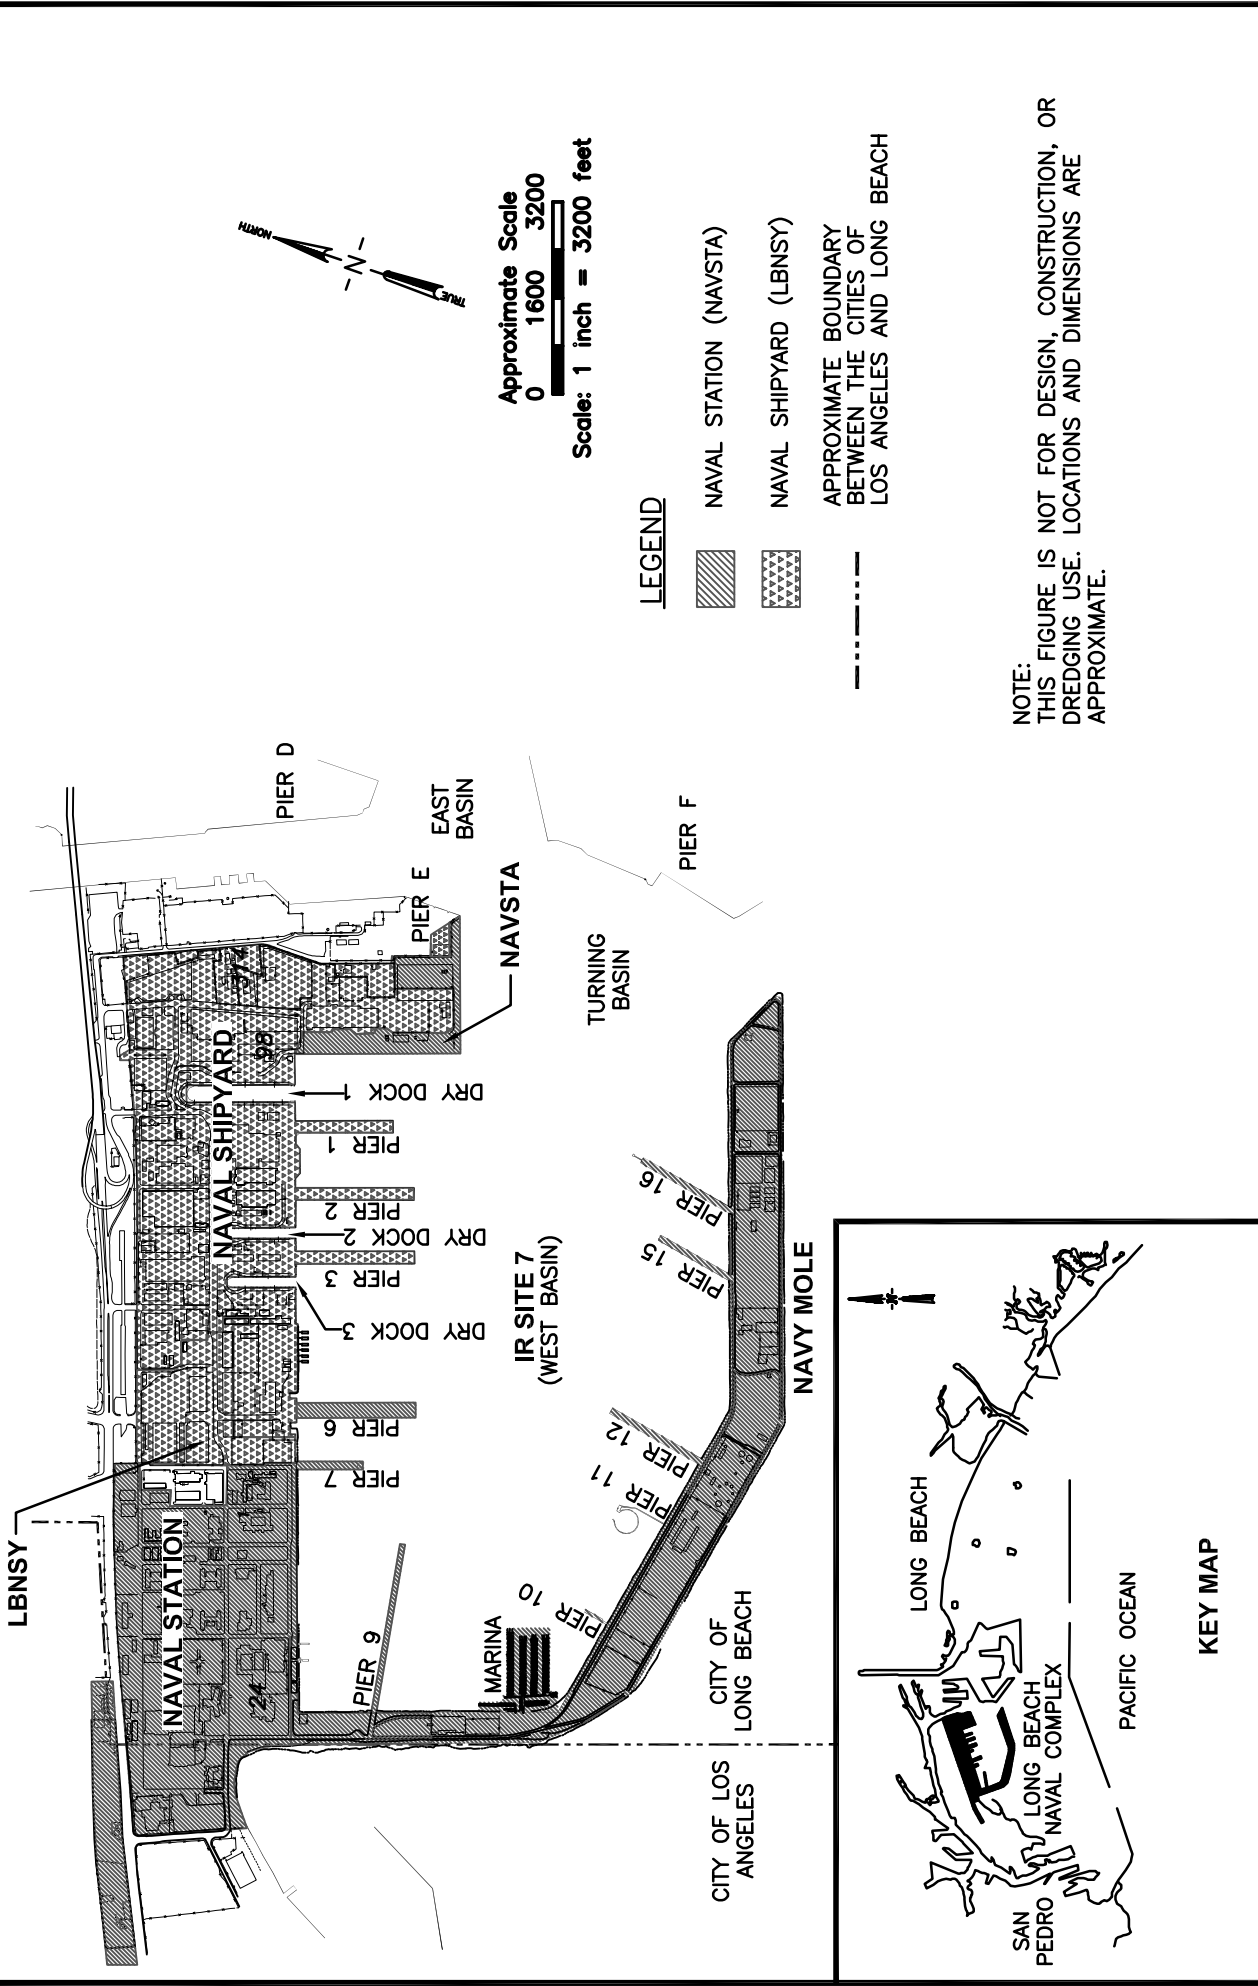 LBNSY
NAVAL STATION
24
NAVAL SHIPYARD
98
314
PIER D
PIER E
EAST
BASIN
NAVSTA
PIER F
TURNING
BASIN
DRY DOCK 1
PIER 1
PIER 2
DRY DOCK 2
PIER 3
DRY DOCK 3
PIER 6
PIER 7
PIER 9
MARINA
PIER 10
PIER 11
PIER 12
PIER 15
PIER 16
IR SITE 7
(WEST BASIN)
NAVY MOLE
CITY OF
LONG BEACH
CITY OF LOS
ANGELES
NORTH
-N-
TRUE
Approximate Scale
0 1600 3200
Scale: 1 inch = 3200 feet
LEGEND
NAVAL STATION (NAVSTA)
NAVAL SHIPYARD (LBNSY)
APPROXIMATE BOUNDARY
BETWEEN THE CITIES OF
LOS ANGELES AND LONG BEACH
NOTE:
THIS FIGURE IS NOT FOR DESIGN, CONSTRUCTION, OR
DREDGING USE. LOCATIONS AND DIMENSIONS ARE
APPROXIMATE.
-N-
LONG BEACH
LONG BEACH
NAVAL COMPLEX
SAN
PEDRO
PACIFIC OCEAN
KEY MAP